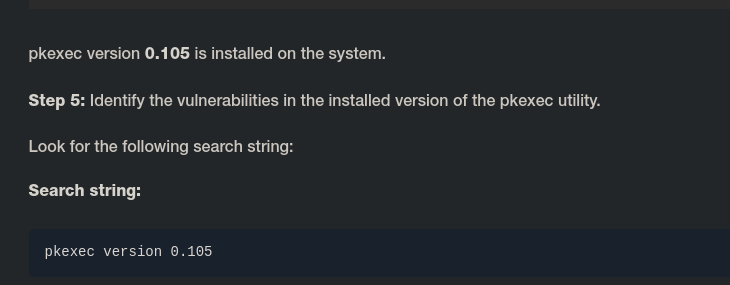 pkexec version 0.105 is installed on the system.
Step 5: Identify the vulnerabilities in the installed version of the pkexec utility.
Look for the following search string:
Search string:
pkexec version 0.105